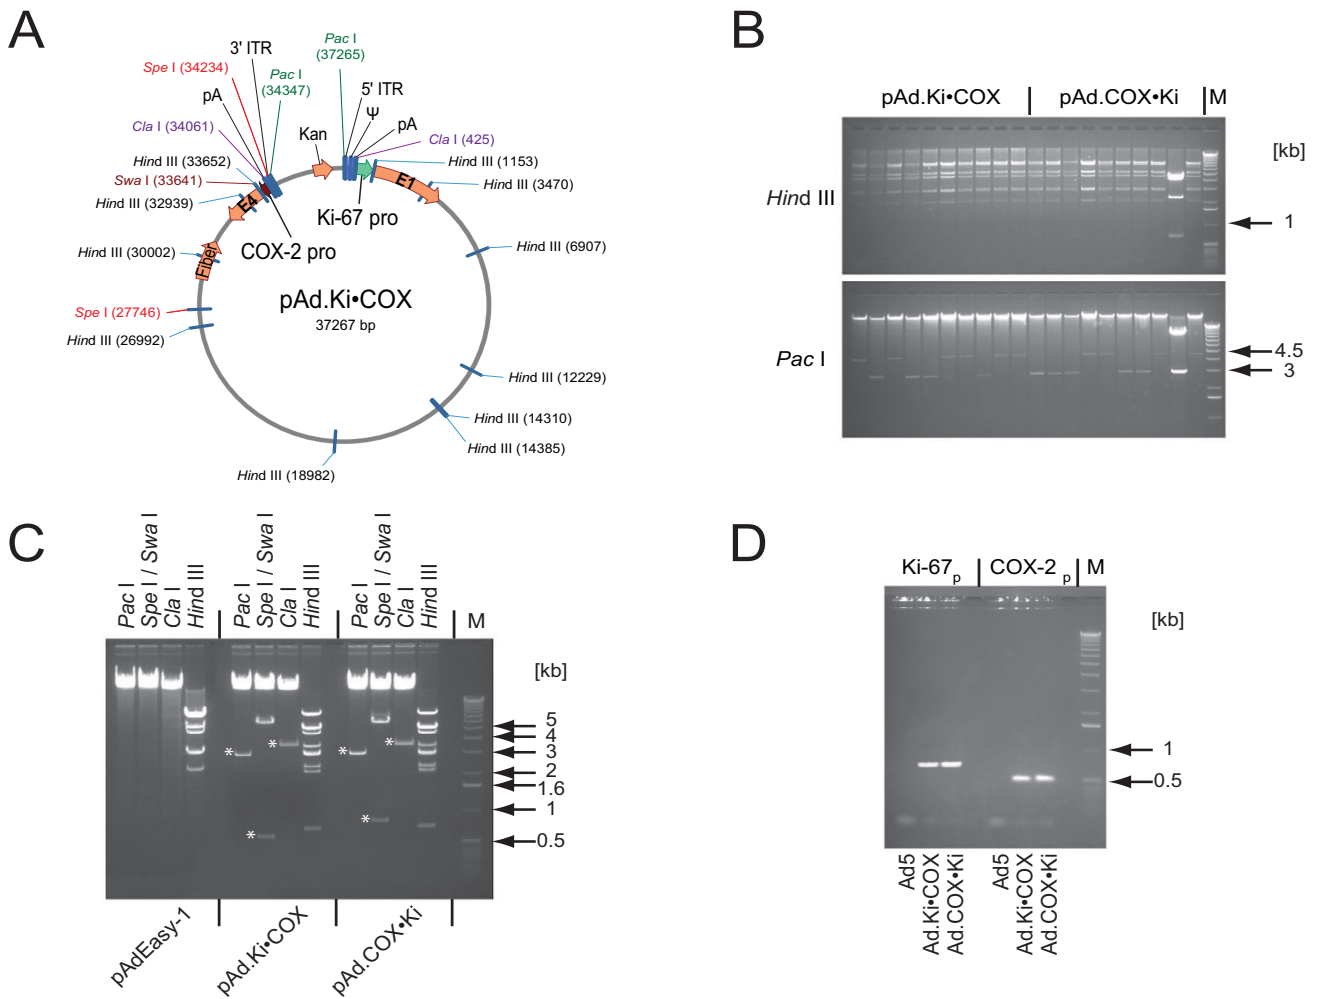 A
Pac I
(37265)
3' ITR
Spe I (34234)
Pac I
(34347)
pA
5' ITR
Ψ
pA
Cla I (34061)
Kan
Cla I (425)
Hind III (33652)
Hind III (1153)
Swa I (33641)
E1
Hind III (3470)
Hind III (32939)
E4
Ki-67 pro
Fiber
COX-2 pro
Hind III (30002)
Hind III (6907)
pAd.Ki•COX
37267 bp
Spe I (27746)
Hind III (26992)
Hind III (12229)
Hind III (14310)
Hind III (14385)
Hind III (18982)
B
pAd.Ki•COX
pAd.COX•Ki
M
[kb]
Hind III
1
Pac I
4.5
3
C
Pac I
Spe I / Swa I
Cla I
Hind III
Pac I
Spe I / Swa I
Cla I
Hind III
Pac I
Spe I / Swa I
Cla I
Hind III
M
[kb]
5
4
* * * *
3
2
1.6
1
* *
0.5
pAdEasy-1
pAd.Ki•COX
pAd.COX•Ki
D
Ki-67p
COX-2 p
M
[kb]
1
0.5
Ad5
Ad.Ki•COX
Ad.COX•Ki
Ad5
Ad.Ki•COX
Ad.COX•Ki